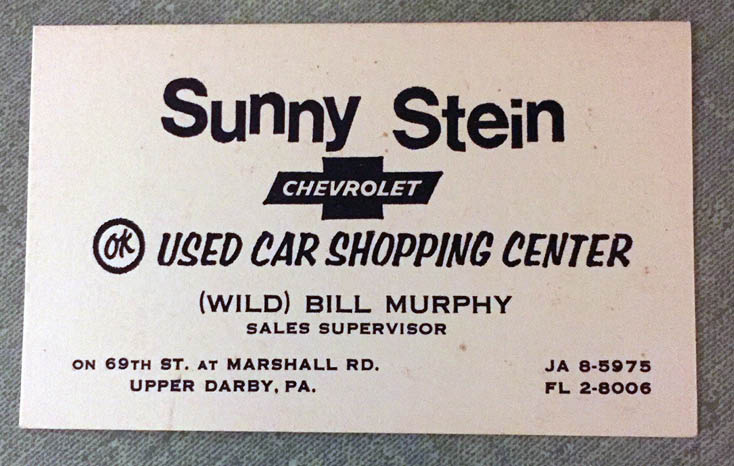 Sunny Stein
CHEVROLET
OK USED CAR SHOPPING CENTER
(WILD) BILL MURPHY
SALES SUPERVISOR
ON 69TH ST. AT MARSHALL RD. JA 8-5975
UPPER DARBY, PA. FL 2-8006